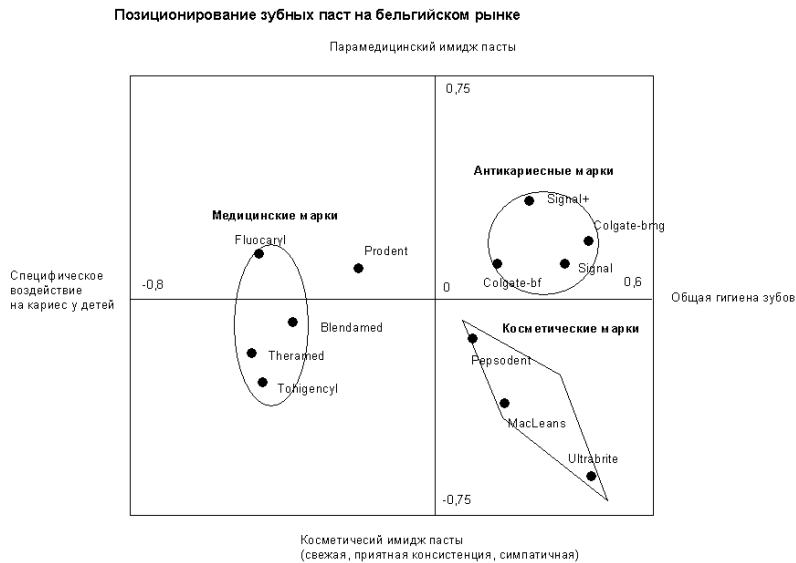 Позиционирование зубных паст на бельгийском рынке
Парамедицинский имидж пасты
0,75
Антикариесные марки
Signal+
Медицинские марки
Colgate-bmg
Fluocaryl
Prodent
Signal
Colgate-bf
Специфическое
воздействие
на кариес у детей
-0,8
0
0,6
Общая гигиена зубов
Blendamed
Косметические марки
Theramed
Pepsodent
Tohigencyl
MacLeans
Ultrabrite
-0,75
Косметичесий имидж пасты
(свежая, приятная консистенция, симпатичная)